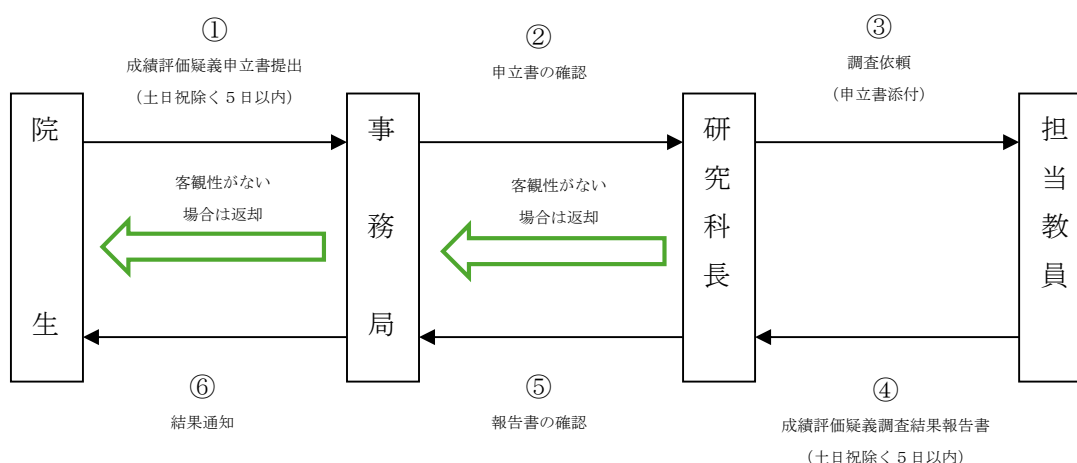 ①
成績評価疑義申立書提出
（土日祝除く５日以内）
②
申立書の確認
③
調査依頼
（申立書添付）
院生
事務局
研究科長
担当教員
客観性がない
場合は返却
客観性がない
場合は返却
⑥
結果通知
⑤
報告書の確認
④
成績評価疑義調査結果報告書
（土日祝除く５日以内）